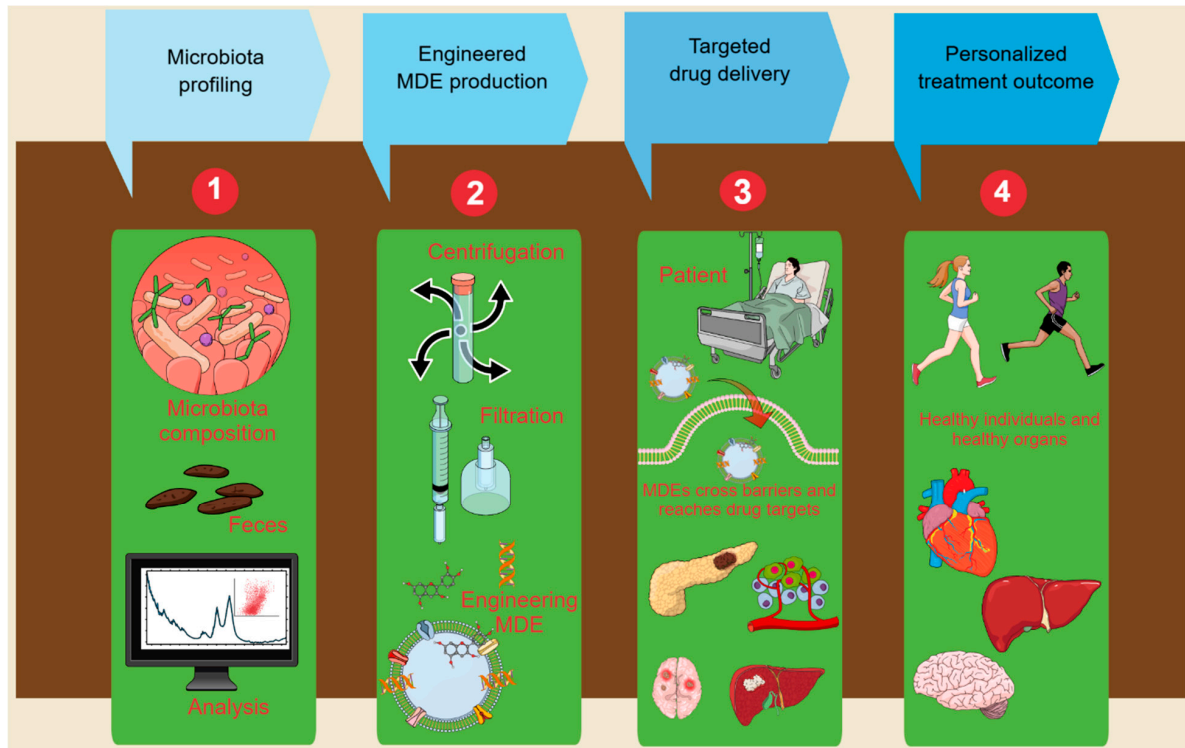 Microbiota
profiling
Engineered
MDE production
Targeted
drug delivery
Personalized
treatment outcome
1
Microbiota
composition
Feces
Analysis
2
Centrifugation
Filtration
Engineering
MDE
3
Patient
MDEs cross barriers and
reaches drug targets
4
Healthy individuals and
healthy organs